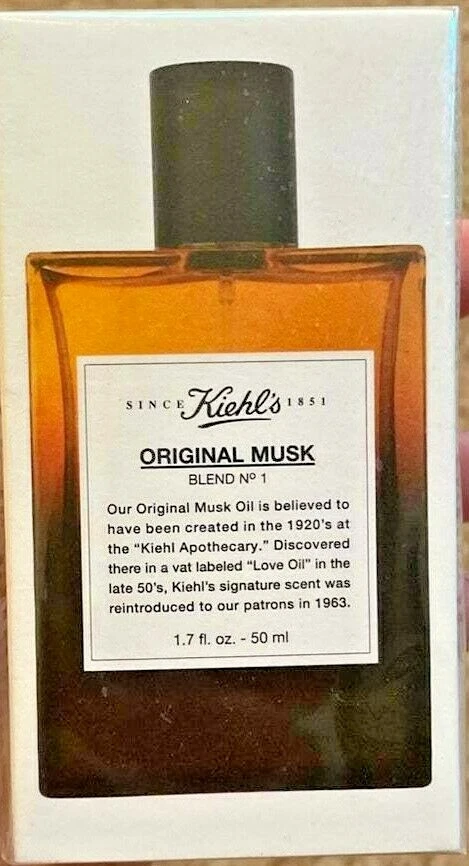 SINCE Kiehl's 1851
ORIGINAL MUSK
BLEND Nº 1
Our Original Musk Oil is believed to
have been created in the 1920's at
the “Kiehl Apothecary.” Discovered
there in a vat labeled “Love Oil” in the
late 50's, Kiehl's signature scent was
reintroduced to our patrons in 1963.
1.7 fl. oz. - 50 ml